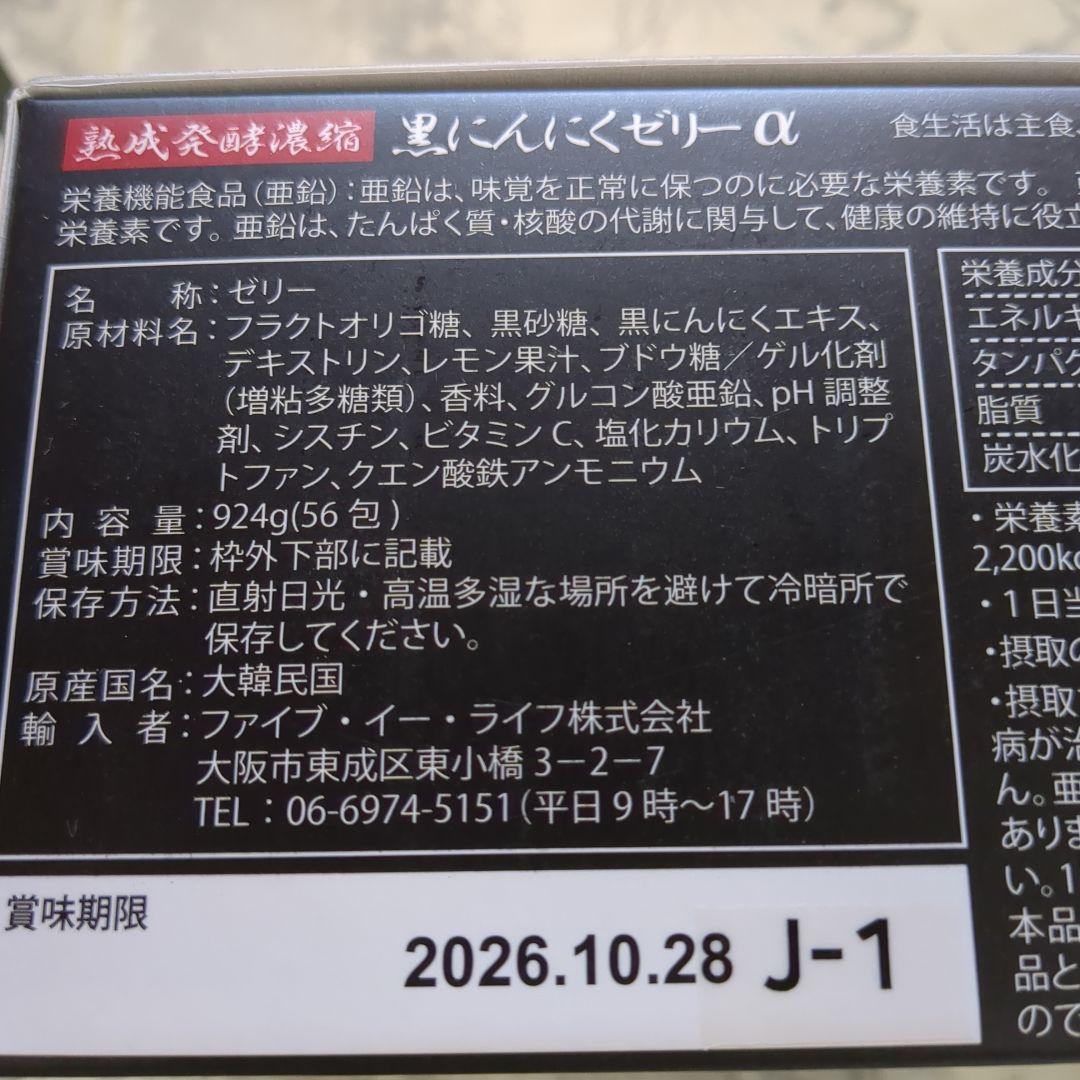 熟成発酵濃縮 黒にんにくゼリーα 食生活は主食、
栄養機能食品(亜鉛):亜鉛は、味覚を正常に保つのに必要な栄養素です。
栄養素です。亜鉛は、たんぱく質・核酸の代謝に関与して、健康の維持に役立
名 称:ゼリー
原材料名:フラクトオリゴ糖、黒砂糖、黒にんにくエキス、
デキストリン、レモン果汁、ブドウ糖/ゲル化剤
(増粘多糖類)、香料、グルコン酸亜鉛、pH調整
剤、シスチン、ビタミンC、塩化カリウム、トリプ
トファン、クエン酸鉄アンモニウム
内 容 量:924g(56包)
賞味期限:枠外下部に記載
保存方法:直射日光・高温多湿な場所を避けて冷暗所で
保存してください。
原産国名:大韓民国
輸 入 者:ファイブ・イー・ライフ株式会社
大阪市東成区東小橋3-2-7
TEL:06-6974-5151(平日9時~17時)
賞味期限
2026.10.28 J-1
栄養成分
エネルギ
タンパク
脂質
炭水化
・栄養素
2,200kc
・1日当
・摂取の
・摂取
病が治
ん。亜
ありま
い。1
本品
品と
ので